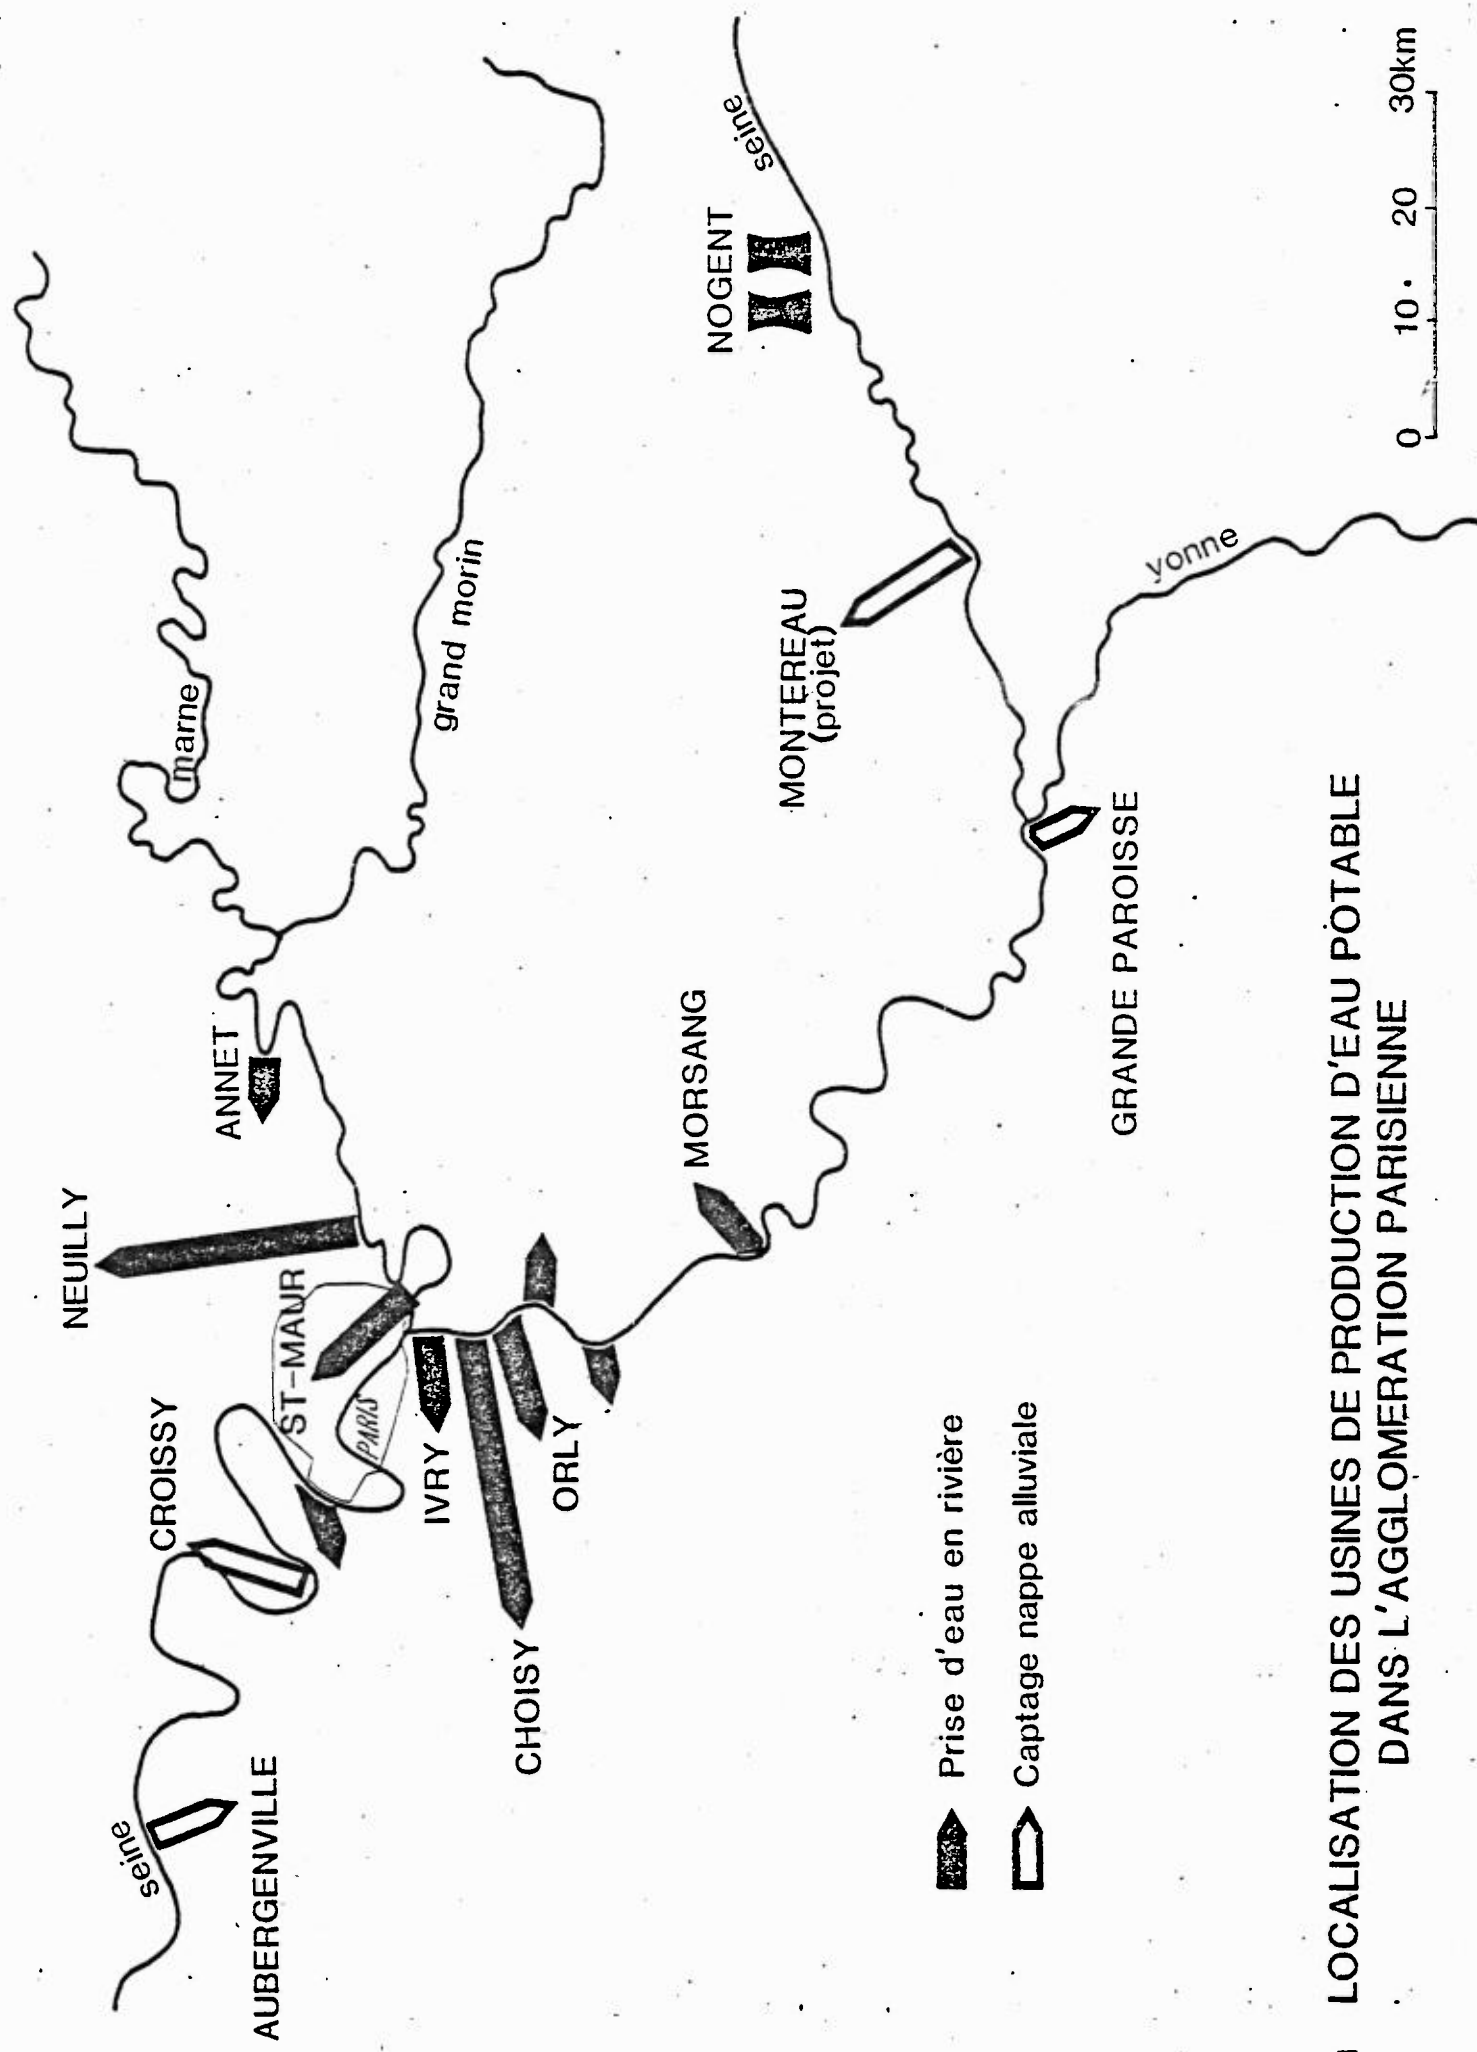 NEUILLY
ANNET
marne
grand morin
CROISSY
ST-MAUR
PARIS
seine
AUBERGENVILLE
IVRY
CHOISY
ORLY
MORSANG
NOGENT
seine
MONTEREAU
(projet)
yonne
GRANDE PAROISSE
Prise d'eau en rivière
Captage nappe alluviale
0 10 20 30km
LOCALISATION DES USINES DE PRODUCTION D'EAU POTABLE
DANS L'AGGLOMERATION PARISIENNE